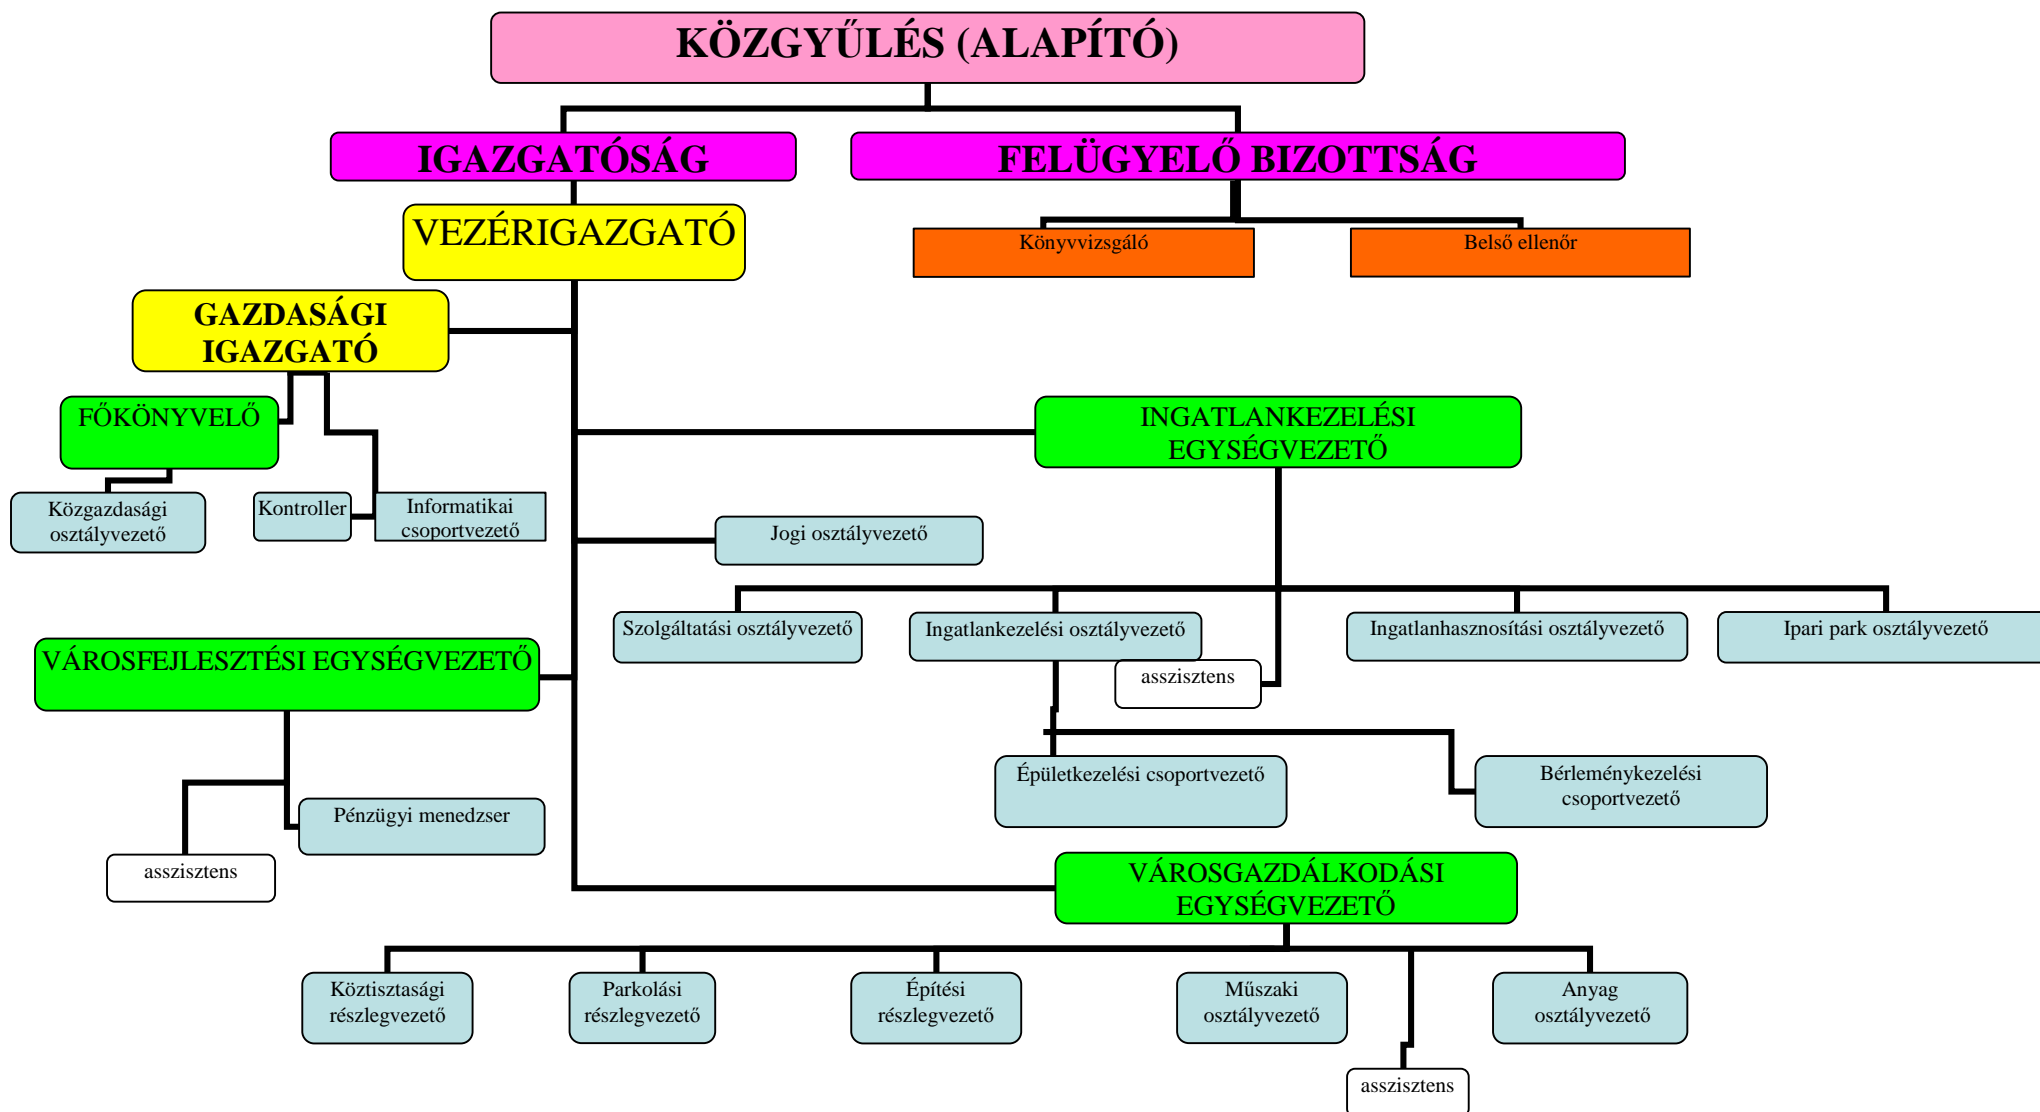 KÖZGYŰLÉS (ALAPÍTÓ)
IGAZGATÓSÁG
FELÜGYELŐ BIZOTTSÁG
VEZÉRIGAZGATÓ
Könyvvizsgáló
Belső ellenőr
GAZDASÁGI
IGAZGATÓ
FŐKÖNYVELŐ
INGATLANKEZELÉSI
EGYSÉGVEZETŐ
Közgazdasági
osztályvezető
Kontroller
Informatikai
csoportvezető
Jogi osztályvezető
Szolgáltatási osztályvezető
Ingatlankezelési osztályvezető
Ingatlanhasznosítási osztályvezető
Ipari park osztályvezető
VÁROSFEJLESZTÉSI EGYSÉGVEZETŐ
asszisztens
Épületkezelési csoportvezető
Bérleménykezelési
csoportvezető
Pénzügyi menedzser
asszisztens
VÁROSGAZDÁLKODÁSI
EGYSÉGVEZETŐ
Köztisztasági
részlegvezető
Parkolási
részlegvezető
Építési
részlegvezető
Műszaki
osztályvezető
Anyag
osztályvezető
asszisztens